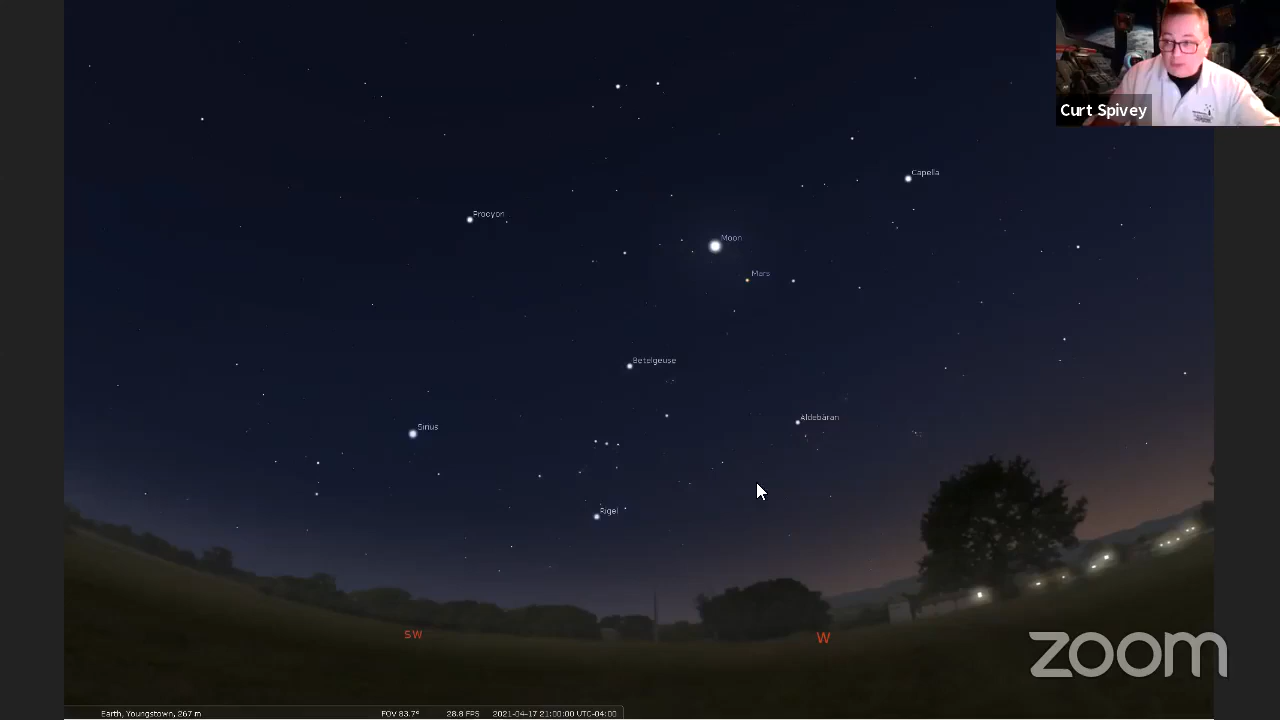 Curt Spivey
Capella
Procyon
Moon
Mars
Betelgeuse
Aldebaran
Sirius
Rigel
SW
W
zoom
Earth, Youngstown, 267 m
FOV 83.7°
28.8 FPS
2021-04-17 21:00:00 UTC-04:00